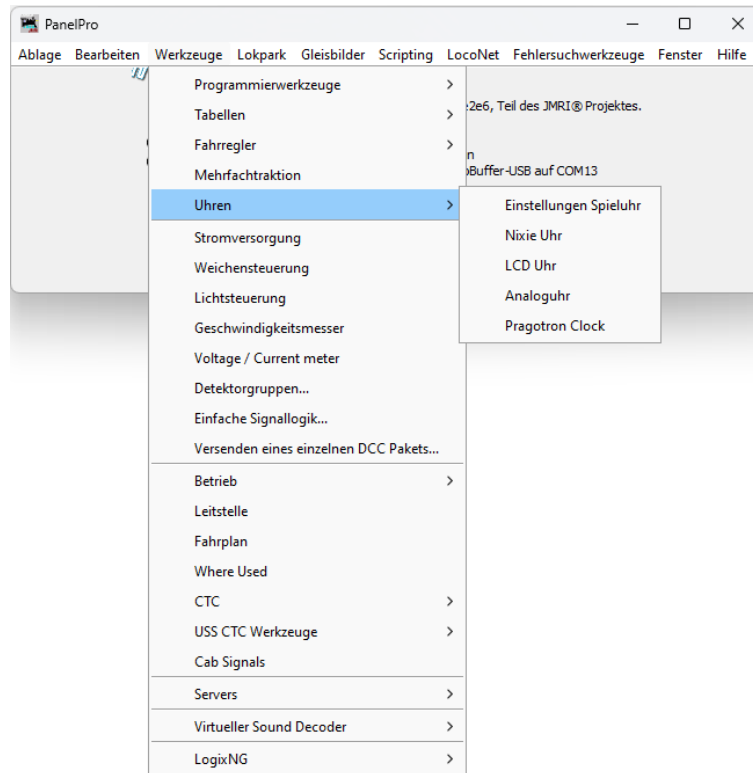 PanelPro
Ablage Bearbeiten Werkzeuge Lokpark Gleisbilder Scripting LocoNet Fehlersuchwerkzeuge Fenster Hilfe
Programmierwerkzeuge
Teil des JMRI® Projektes.
Tabellen
Fahrregler
Mehrfachtraktion
auf COM13
Uhren
Einstellungen Spieluhr
Nixie Uhr
LCD Uhr
Analoguhr
Pragotron Clock
Stromversorgung
Weichensteuerung
Lichtsteuerung
Geschwindigkeitsmesser
Voltage / Current meter
Detektorgruppen...
Einfache Signallogik...
Versenden eines einzelnen DCC Pakets...
Betrieb
Leitstelle
Fahrplan
Where Used
CTC
USS CTC Werkzeuge
Cab Signals
Servers
Virtueller Sound Decoder
LogixNG